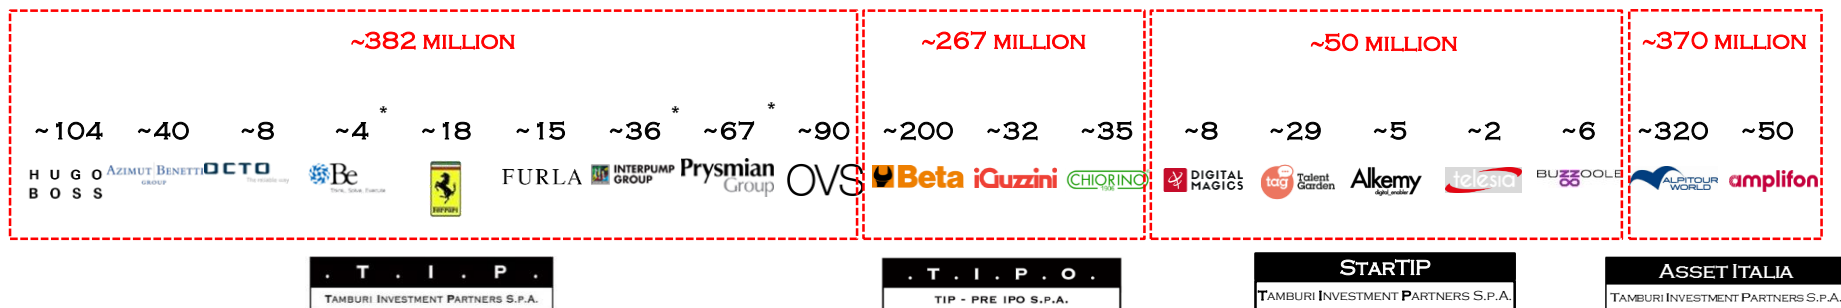 ~382 MILLION
~267 MILLION
~50 MILLION
~370 MILLION
* * *
~104 ~40 ~8 ~4 ~18 ~15 ~36 ~67 ~90 ~200 ~32 ~35 ~8 ~29 ~5 ~2 ~6 ~320 ~50
HUGO
BOSS
AZIMUT BENETTI
GROUP
OCTO
Be
Ferrari
FURLA
INTERPUMP
GROUP
Prysmian
Group
OVS
Beta
iGuzzini
CHIORINO
1906
DIGITAL
MAGICS
tag
Talent
Garden
Alkemy
digital_enabler
telesia
BUZZOOLE
ALPITOUR
WORLD
amplifon
. T . I . P .
TAMBURI INVESTMENT PARTNERS S.P.A.
. T . I . P . O .
TIP - PRE IPO S.P.A.
STARTIP
TAMBURI INVESTMENT PARTNERS S.P.A.
ASSET ITALIA
TAMBURI INVESTMENT PARTNERS S.P.A.